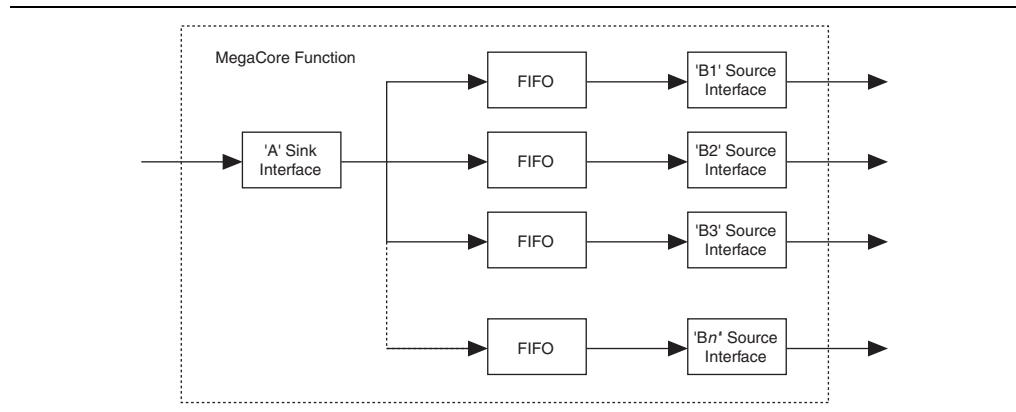 MegaCore Function
FIFO
'B1' Source
Interface
'A' Sink
Interface
FIFO
'B2' Source
Interface
FIFO
'B3' Source
Interface
FIFO
'Bn' Source
Interface